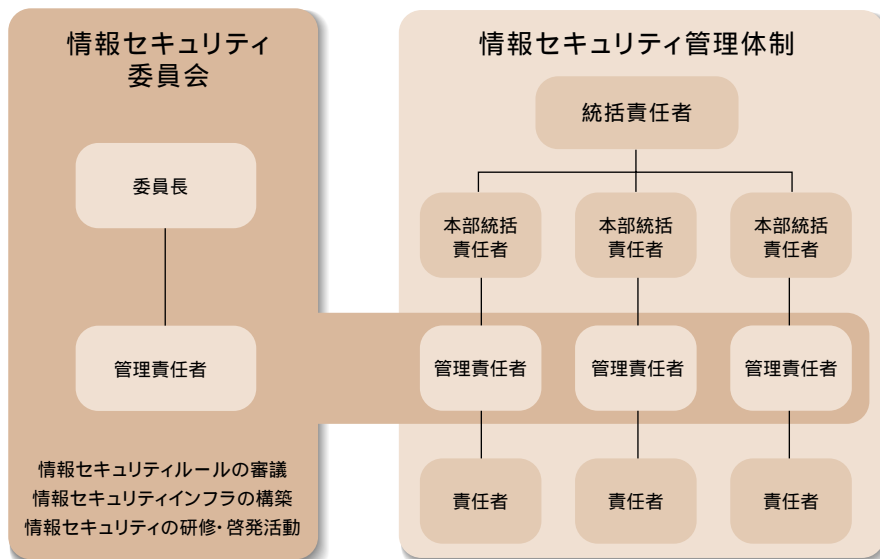 情報セキュリティ
委員会
委員長
管理責任者
情報セキュリティルールの審議
情報セキュリティインフラの構築
情報セキュリティの研修・啓発活動
情報セキュリティ管理体制
統括責任者
本部統括
責任者
本部統括
責任者
本部統括
責任者
管理責任者
管理責任者
管理責任者
責任者
責任者
責任者